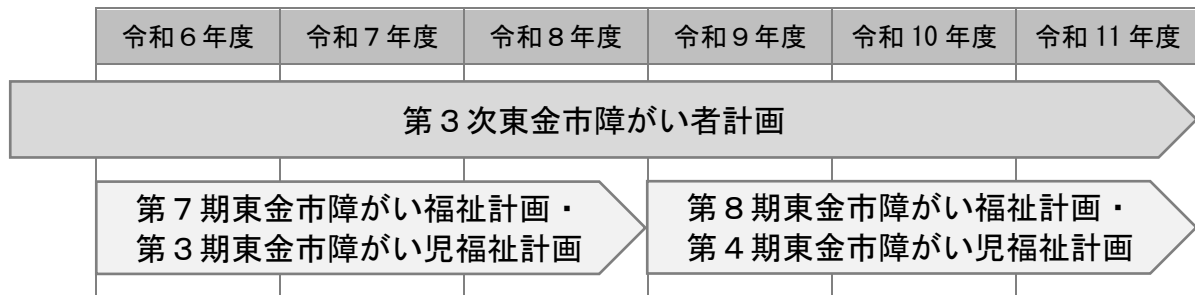 令和６年度 令和７年度 令和８年度 令和９年度 令和 10 年度 令和 11 年度
第３次東金市障がい者計画
第７期東金市障がい福祉計画・
第３期東金市障がい児福祉計画
第８期東金市障がい福祉計画・
第４期東金市障がい児福祉計画